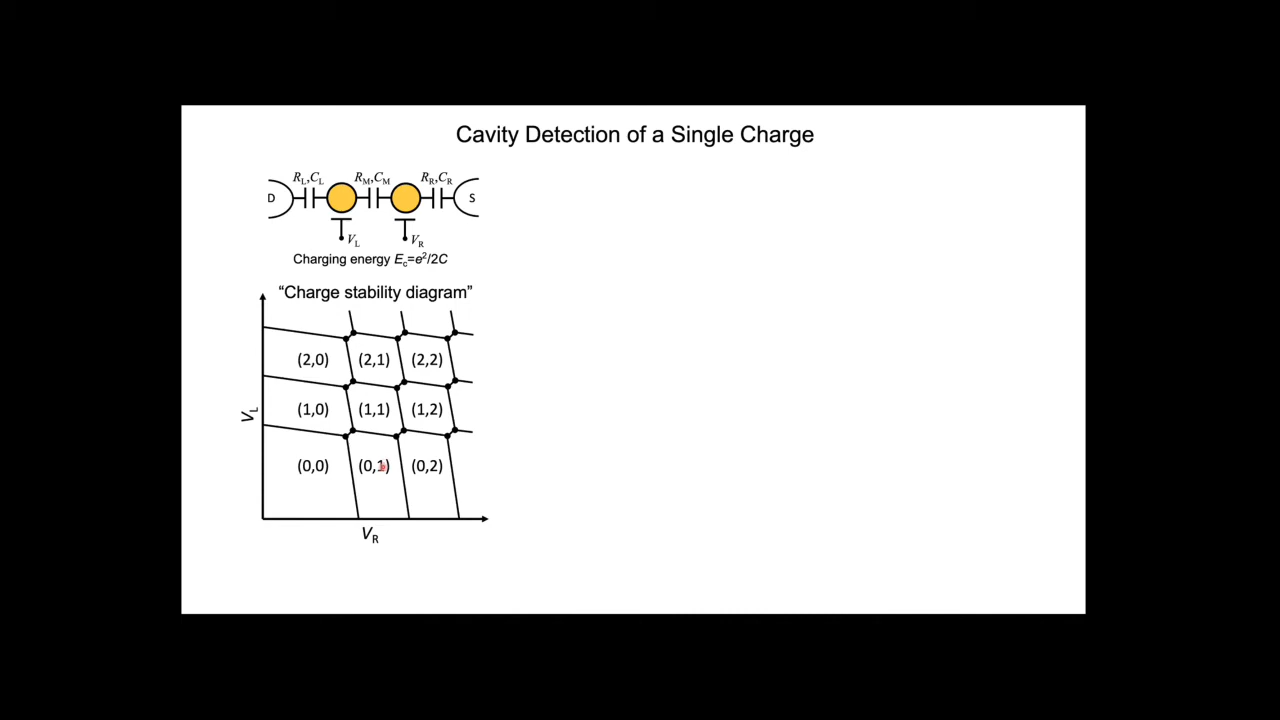 Cavity Detection of a Single Charge
R_L,C_L R_M,C_M R_R,C_R
D S
V_L V_R
Charging energy E_c=e²/2C
“Charge stability diagram”
(2,0) (2,1) (2,2)
(1,0) (1,1) (1,2)
V_L
(0,0) (0,1) (0,2)
V_R